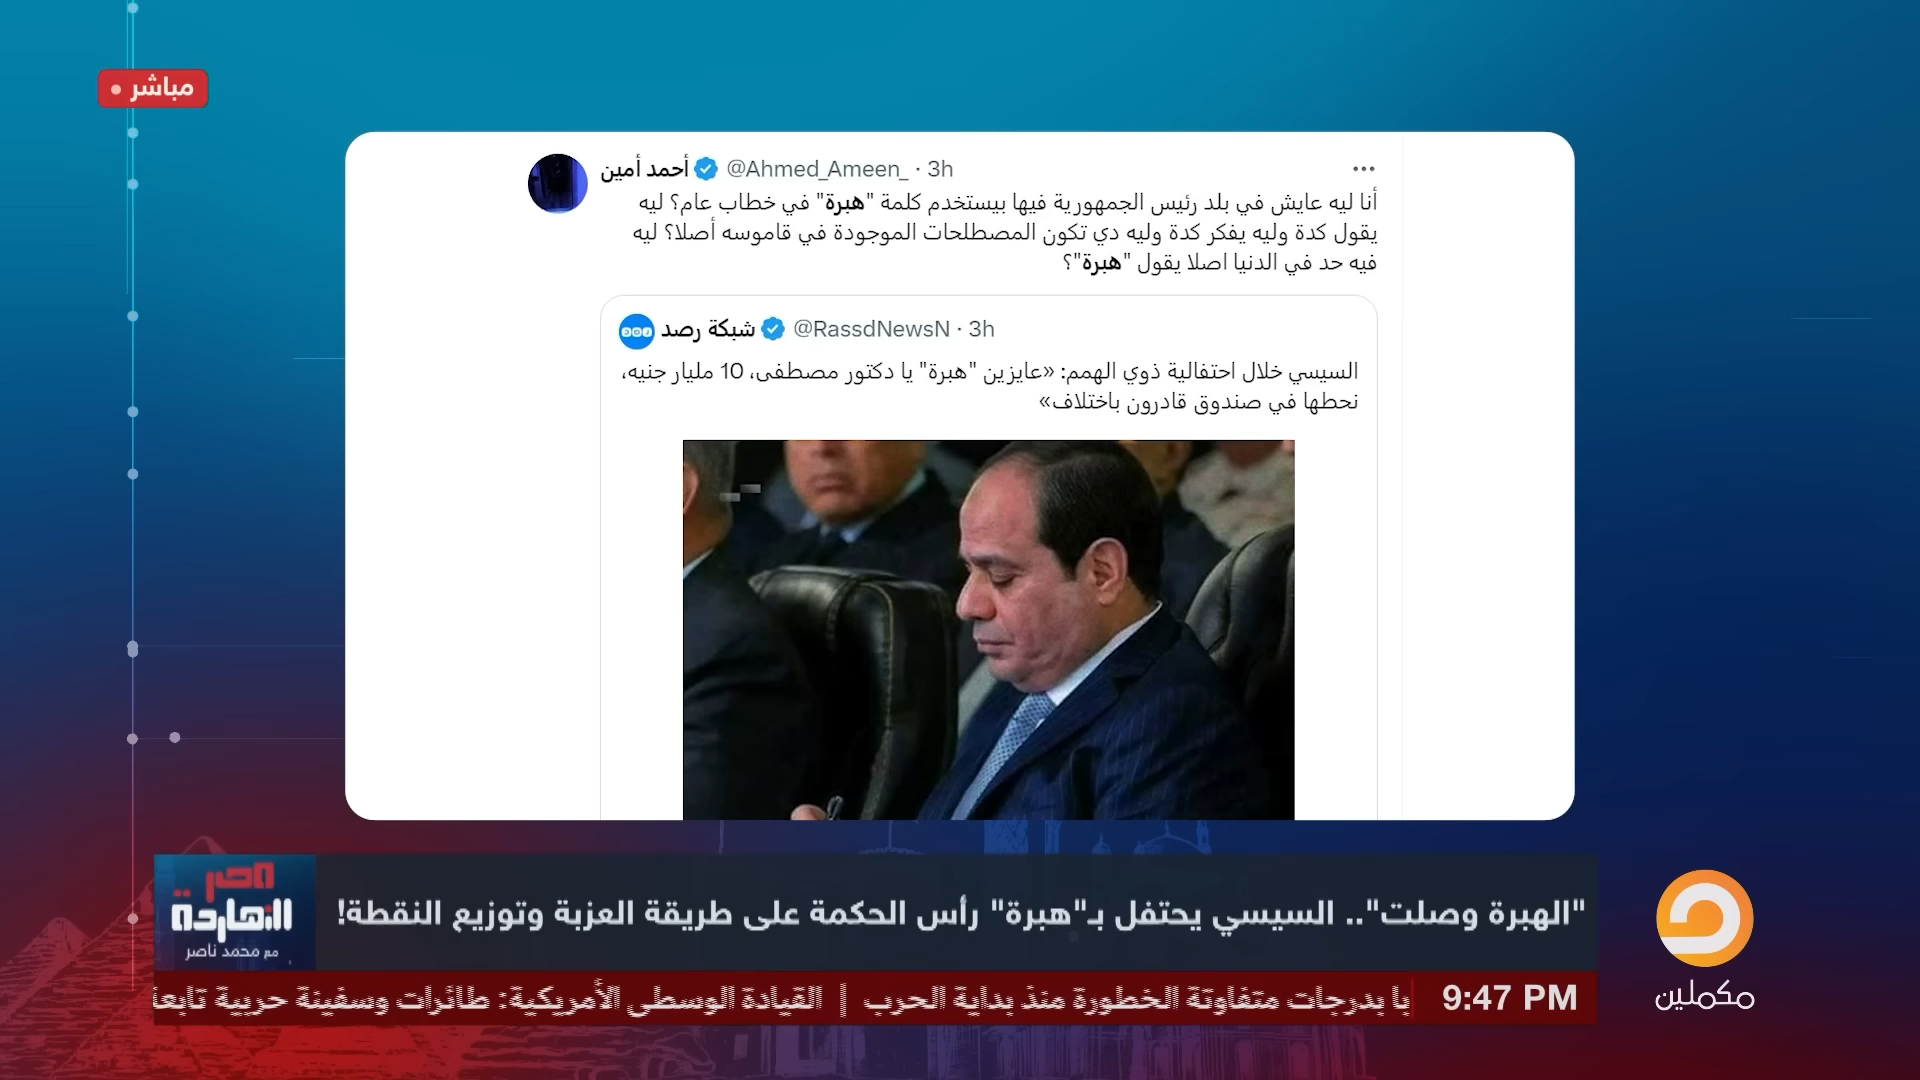 مباشر
أحمد أمين @Ahmed_Ameen_ · 3h
أنا ليه عايش في بلد رئيس الجمهورية فيها بيستخدم كلمة "هبرة" في خطاب عام؟ ليه
يقول كدة وليه يفكر كدة وليه دي تكون المصطلحات الموجودة في قاموسه أصلا؟ ليه
فيه حد في الدنيا اصلا يقول "هبرة"؟
شبكة رصد @RassdNewsN · 3h
السيسي خلال احتفالية ذوي الهمم: «عايزين "هبرة" يا دكتور مصطفى، 10 مليار جنيه،
نحطها في صندوق قادرون باختلاف»
"الهبرة وصلت".. السيسي يحتفل بـ"هبرة" رأس الحكمة على طريقة العزبة وتوزيع النقطة!
مصر
النهاردة
مع محمد ناصر
9:47 PM
با بدرجات متفاوتة الخطورة منذ بداية الحرب | القيادة الوسطى الأمريكية: طائرات وسفينة حربية تابعة
مكملين